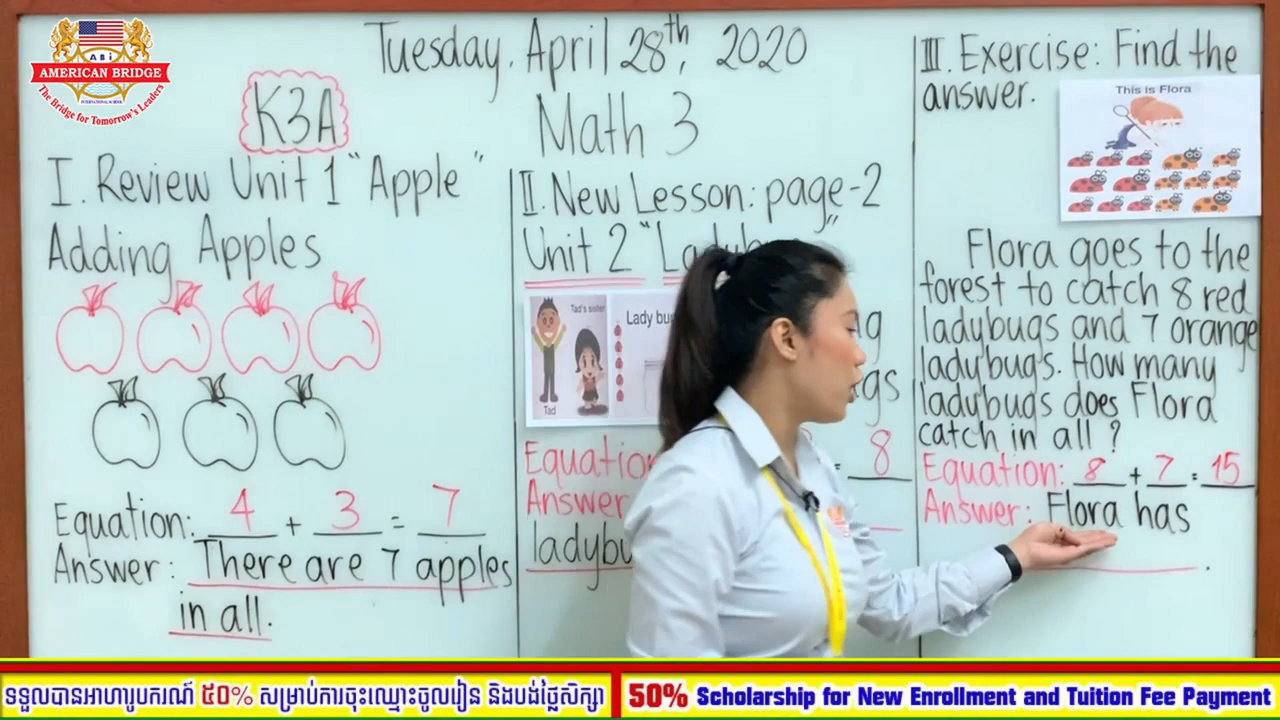 ABi
AMERICAN BRIDGE
INTERNATIONAL SCHOOL
The Bridge for Tomorrow's Leaders
Tuesday, April 28th, 2020
K3A
Math 3
I. Review Unit 1 "Apple"
Adding Apples
Equation: 4 + 3 = 7
Answer: There are 7 apples
in all.
II. New Lesson: page-2
Unit 2
Tad's sister
Lady
Tad
= 8
Answer
III. Exercise: Find the
answer.
This is Flora
Flora goes to the
forest to catch 8 red
ladybugs and 7 orange
ladybugs. How many
ladybugs does Flora
catch in all?
Equation: 8 + 7 = 15
Answer: Flora has
.
ទទួលបានអាហារូបករណ៍ ៥០% សម្រាប់ការចុះឈ្មោះចូលរៀន និងបង់ថ្លៃសិក្សា
50% Scholarship for New Enrollment and Tuition Fee Payment